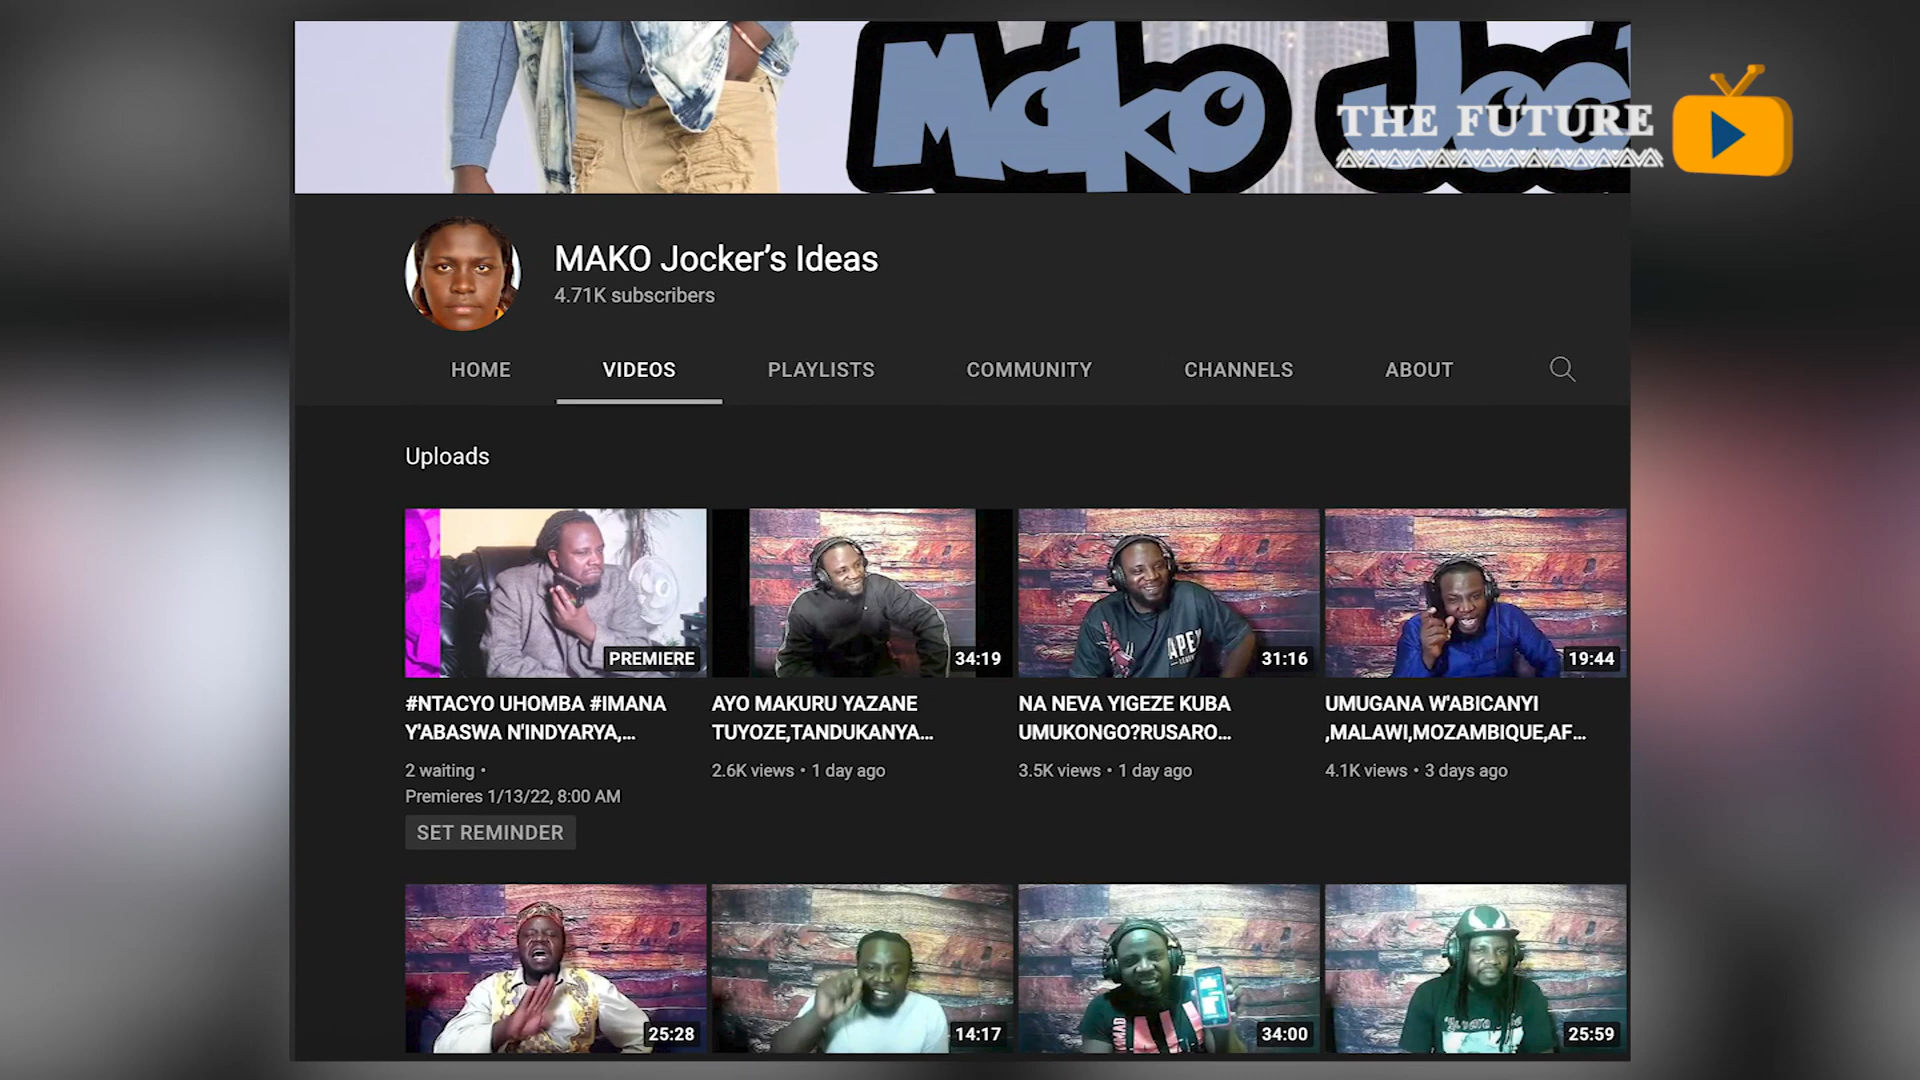 Mako Joc
THE FUTURE
MAKO Jocker's Ideas
4.71K subscribers
HOME VIDEOS PLAYLISTS COMMUNITY CHANNELS ABOUT
Uploads
PREMIERE
34:19
31:16
19:44
#NTACYO UHOMBA #IMANA
Y'ABASWA N'INDYARYA,...
2 waiting •
Premieres 1/13/22, 8:00 AM
SET REMINDER
AYO MAKURU YAZANE
TUYOZE,TANDUKANYA...
2.6K views • 1 day ago
NA NEVA YIGEZE KUBA
UMUKONGO?RUSARO...
3.5K views • 1 day ago
UMUGANA W'ABICANYI
,MALAWI,MOZAMBIQUE,AF...
4.1K views • 3 days ago
25:28
14:17
34:00
25:59